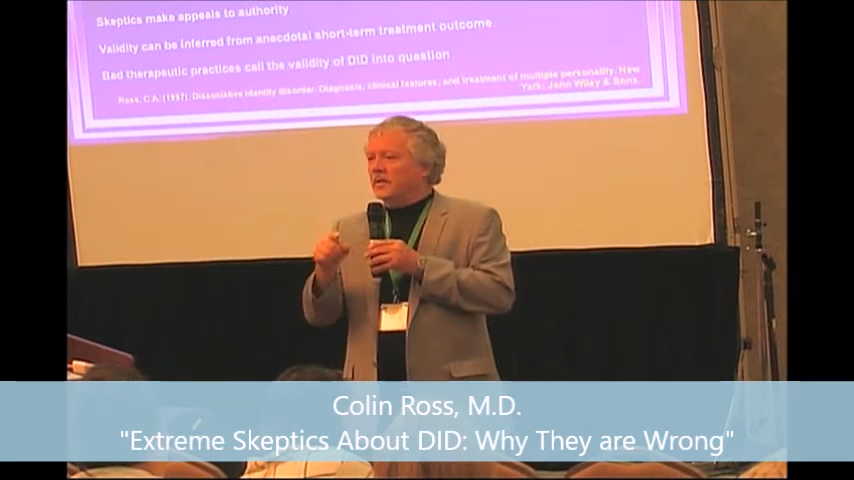 Skeptics make appeals to authority
Validity can be inferred from anecdotal short-term treatment outcome
Bad therapeutic practices call the validity of DID into question
Ross, C.A. (1997). Dissociative identity disorder. Diagnosis, clinical features, and treatment of multiple personality. New
York: John Wiley & Sons.
Colin Ross, M.D.
"Extreme Skeptics About DID: Why They are Wrong"